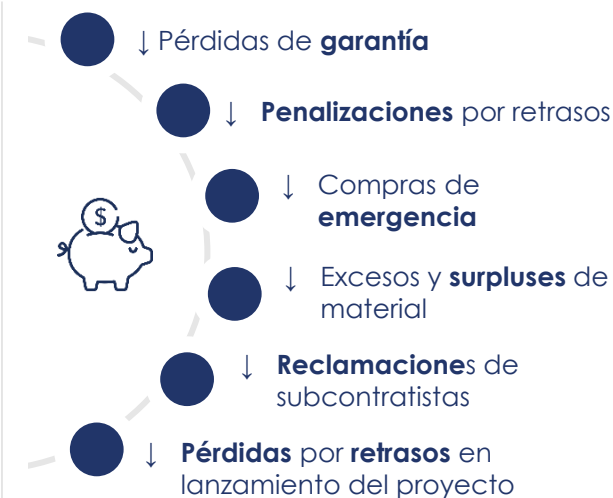 ↓ Pérdidas de garantía
↓ Penalizaciones por retrasos
↓ Compras de
emergencia
$
↓ Excesos y surpluses de
material
↓ Reclamaciones de
subcontratistas
↓ Pérdidas por retrasos en
lanzamiento del proyecto